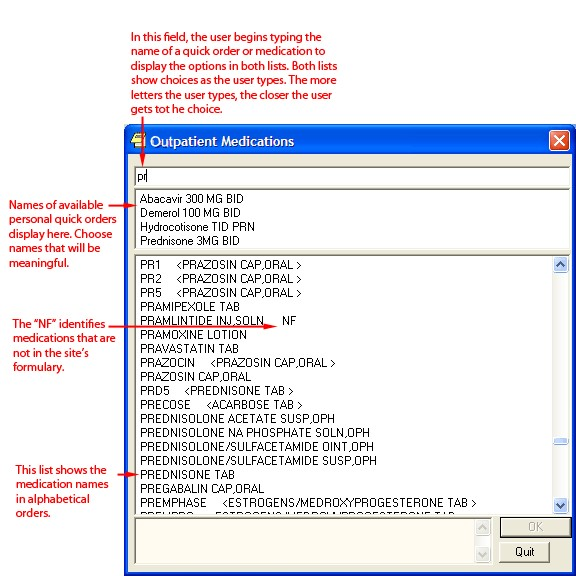 In this field, the user begins typing the
name of a quick order or medication to
display the options in both lists. Both lists
show choices as the user types. The more
letters the user types, the closer the user
gets tot he choice.
Outpatient Medications
pr
Names of available
personal quick orders
display here. Choose
names that will be
meaningful.
Abacavir 300 MG BID
Demerol 100 MG BID
Hydrocotisone TID PRN
Prednisone 3MG BID
PR1 <PRAZOSIN CAP,ORAL >
PR2 <PRAZOSIN CAP,ORAL >
PR5 <PRAZOSIN CAP,ORAL >
PRAMIPEXOLE TAB
PRAMLINTIDE INJ,SOLN NF
PRAMOXINE LOTION
PRAVASTATIN TAB
PRAZOCIN <PRAZOSIN CAP,ORAL >
PRAZOSIN CAP,ORAL
PRD5 <PREDNISONE TAB >
PRECOSE <ACARBOSE TAB >
PREDNISOLONE ACETATE SUSP,OPH
PREDNISOLONE NA PHOSPHATE SOLN,OPH
PREDNISOLONE/SULFACETAMIDE OINT,OPH
PREDNISOLONE/SULFACETAMIDE SUSP,OPH
PREDNISONE TAB
PREGABALIN CAP,ORAL
PREMPHASE <ESTROGENS/MEDROXYPROGESTERONE TAB >
The “NF” identifies
medications that are
not in the site’s
formulary.
This list shows the
medication names
in alphabetical
orders.
OK
Quit